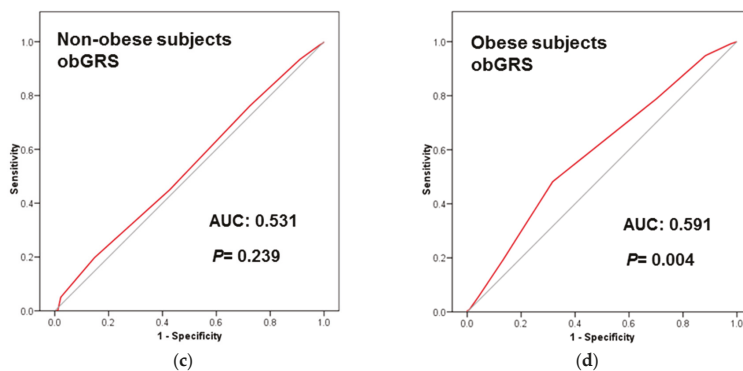 Non-obese subjects
obGRS
1.0
0.8
0.6
0.4
0.2
0.0
Sensitivity
AUC: 0.531
P= 0.239
0.0 0.2 0.4 0.6 0.8 1.0
1 - Specificity
(c)
Obese subjects
obGRS
1.0
0.8
0.6
0.4
0.2
0.0
Sensitivity
AUC: 0.591
P= 0.004
0.0 0.2 0.4 0.6 0.8 1.0
1 - Specificity
(d)